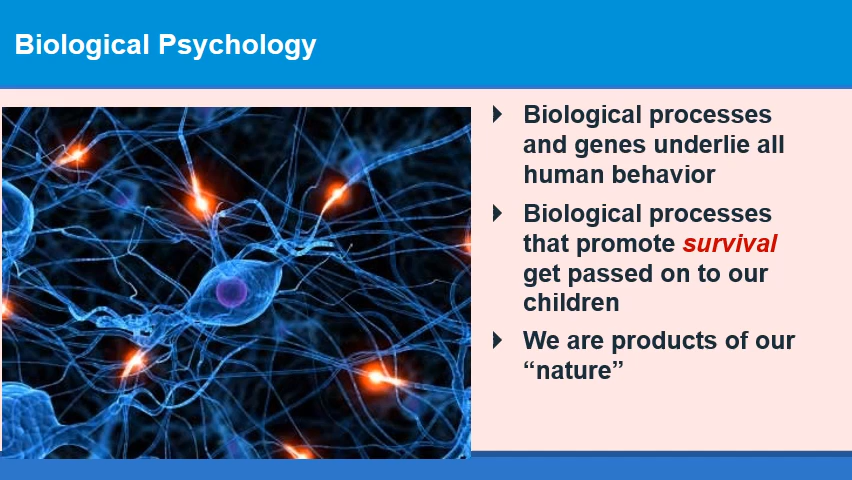 Biological Psychology
Biological processes
and genes underlie all
human behavior
Biological processes
that promote survival
get passed on to our
children
We are products of our
“nature”